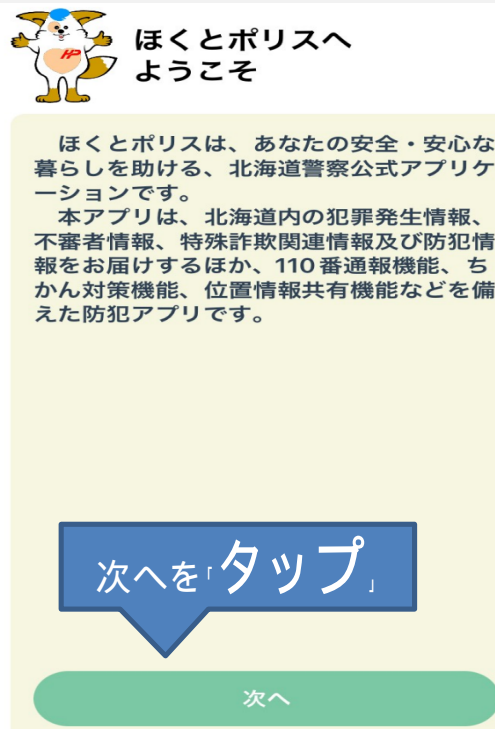 ほくとポリスへ
ようこそ
HP
ほくとポリスは、あなたの安全・安心な
暮らしを助ける、北海道警察公式アプリケ
ーションです。
本アプリは、北海道内の犯罪発生情報、
不審者情報、特殊詐欺関連情報及び防犯情
報をお届けするほか、110番通報機能、ち
かん対策機能、位置情報共有機能などを備
えた防犯アプリです。
次へを「タップ」
次へ